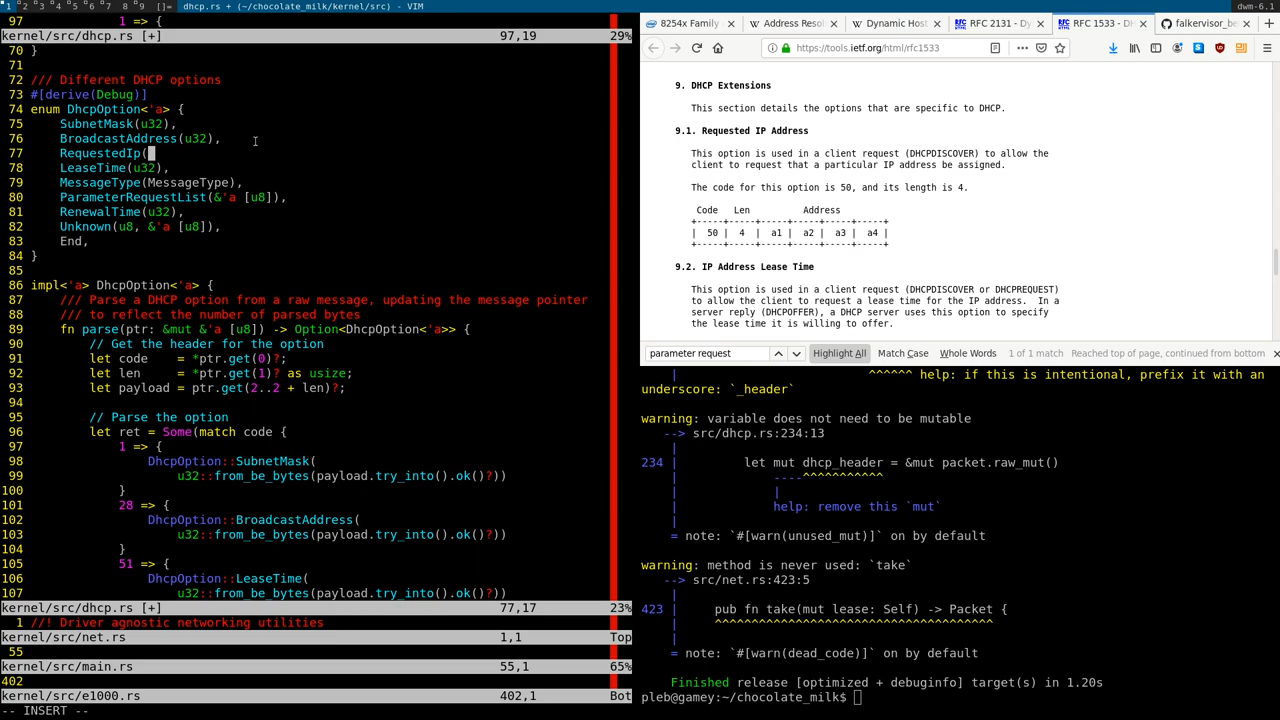 1 2 3 4 5 6 7 8 9 []= dhcp.rs + (~/chocolate_milk/kernel/src) - VIM
dwm-6.1
97             1 => {
kernel/src/dhcp.rs [+] 97,19 29%
70 }
71
72 /// Different DHCP options
73 #[derive(Debug)]
74 enum DhcpOption<'a> {
75     SubnetMask(u32),
76     BroadcastAddress(u32),
77     RequestedIp(
78     LeaseTime(u32),
79     MessageType(MessageType),
80     ParameterRequestList(&'a [u8]),
81     RenewalTime(u32),
82     Unknown(u8, &'a [u8]),
83     End,
84 }
85
86 impl<'a> DhcpOption<'a> {
87     /// Parse a DHCP option from a raw message, updating the message pointer
88     /// to reflect the number of parsed bytes
89     fn parse(ptr: &mut &'a [u8]) -> Option<DhcpOption<'a>> {
90         // Get the header for the option
91         let code    = *ptr.get(0)?;
92         let len     = *ptr.get(1)? as usize;
93         let payload = ptr.get(2..2 + len)?;
94
95         // Parse the option
96         let ret = Some(match code {
97             1 => {
98                 DhcpOption::SubnetMask(
99                     u32::from_be_bytes(payload.try_into().ok()?))
100             }
101             28 => {
102                 DhcpOption::BroadcastAddress(
103                     u32::from_be_bytes(payload.try_into().ok()?))
104             }
105             51 => {
106                 DhcpOption::LeaseTime(
107                     u32::from_be_bytes(payload.try_into().ok()?))
kernel/src/dhcp.rs [+] 77,17 23%
1 //! Driver agnostic networking utilities
kernel/src/net.rs 1,1 Top
55
kernel/src/main.rs 55,1 65%
402
kernel/src/e1000.rs 402,1 Bot
-- INSERT --
8254x Family
Address Resol
Dynamic Host
RFC 2131 - Dy
RFC 1533 - DH
falkervisor_be
https://tools.ietf.org/html/rfc1533
9. DHCP Extensions
This section details the options that are specific to DHCP.
9.1. Requested IP Address
This option is used in a client request (DHCPDISCOVER) to allow the
client to request that a particular IP address be assigned.
The code for this option is 50, and its length is 4.
Code   Len          Address
+-----+-----+-----+-----+-----+-----+
|  50 |  4  |  a1 |  a2 |  a3 |  a4 |
+-----+-----+-----+-----+-----+-----+
9.2. IP Address Lease Time
This option is used in a client request (DHCPDISCOVER or DHCPREQUEST)
to allow the client to request a lease time for the IP address.  In a
server reply (DHCPOFFER), a DHCP server uses this option to specify
the lease time it is willing to offer.
parameter request Highlight All Match Case Whole Words 1 of 1 match Reached top of page, continued from bottom
| ^^^^^^ help: if this is intentional, prefix it with an
underscore: `_header`
warning: variable does not need to be mutable
--> src/dhcp.rs:234:13
|
234 |         let mut dhcp_header = &mut packet.raw_mut()
|             ----^^^^^^^^^^^
|             |
|             help: remove this `mut`
|
= note: `#[warn(unused_mut)]` on by default
warning: method is never used: `take`
--> src/net.rs:423:5
|
423 |     pub fn take(mut lease: Self) -> Packet {
|     ^^^^^^^^^^^^^^^^^^^^^^^^^^^^^^^^^^^^^^
|
= note: `#[warn(dead_code)]` on by default
Finished release [optimized + debuginfo] target(s) in 1.20s
pleb@gamey:~/chocolate_milk$